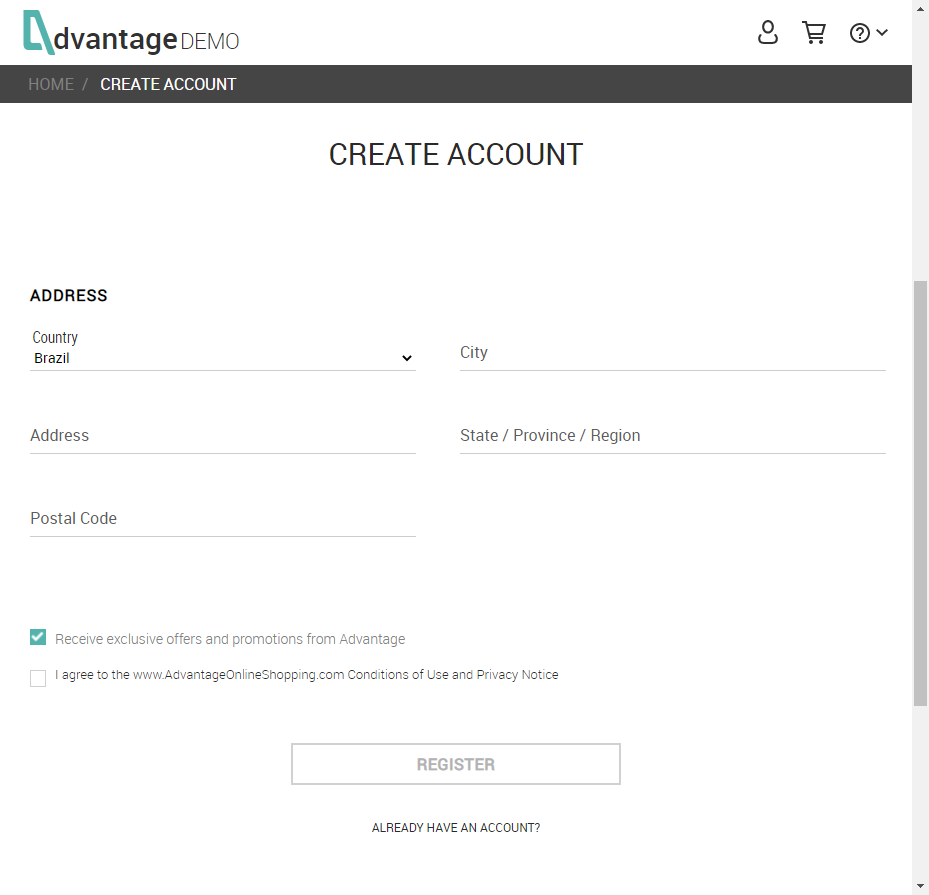 dvantage DEMO
HOME / CREATE ACCOUNT
CREATE ACCOUNT
ADDRESS
Country
Brazil
City
Address
State / Province / Region
Postal Code
Receive exclusive offers and promotions from Advantage
I agree to the www.AdvantageOnlineShopping.com Conditions of Use and Privacy Notice
REGISTER
ALREADY HAVE AN ACCOUNT?